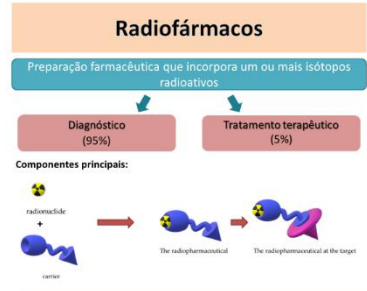 Radiofármacos
Preparação farmacêutica que incorpora um ou mais isótopos
radioativos
Diagnóstico
(95%)
Tratamento terapêutico
(5%)
Componentes principais:
radionuclide
+
carrier
The radiopharmaceutical
The radiopharmaceutical at the target